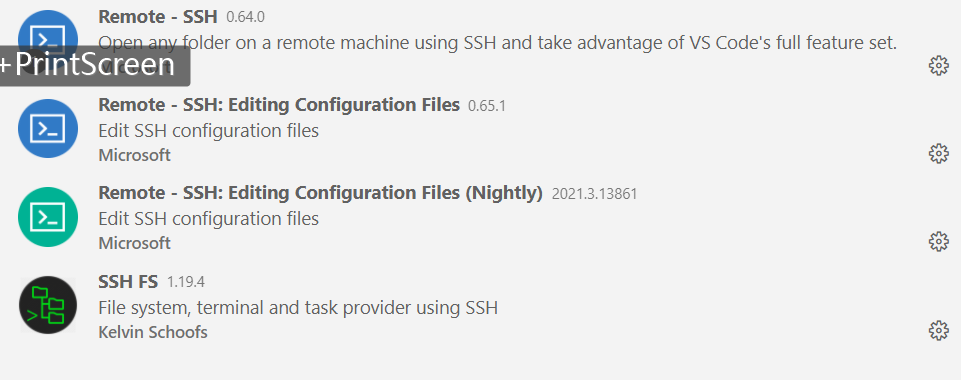 Remote - SSH 0.64.0
Open any folder on a remote machine using SSH and take advantage of VS Code's full feature set.
+PrintScreen
Remote - SSH: Editing Configuration Files 0.65.1
Edit SSH configuration files
Microsoft
Remote - SSH: Editing Configuration Files (Nightly) 2021.3.13861
Edit SSH configuration files
Microsoft
SSH FS 1.19.4
File system, terminal and task provider using SSH
Kelvin Schoofs